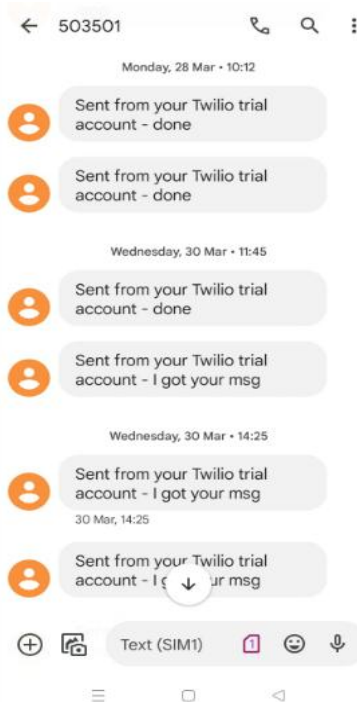 503501
Monday, 28 Mar • 10:12
Sent from your Twilio trial
account - done
Sent from your Twilio trial
account - done
Wednesday, 30 Mar • 11:45
Sent from your Twilio trial
account - done
Sent from your Twilio trial
account - I got your msg
Wednesday, 30 Mar • 14:25
Sent from your Twilio trial
account - I got your msg
30 Mar, 14:25
Sent from your Twilio trial
account - I ur msg
Text (SIM1)
1